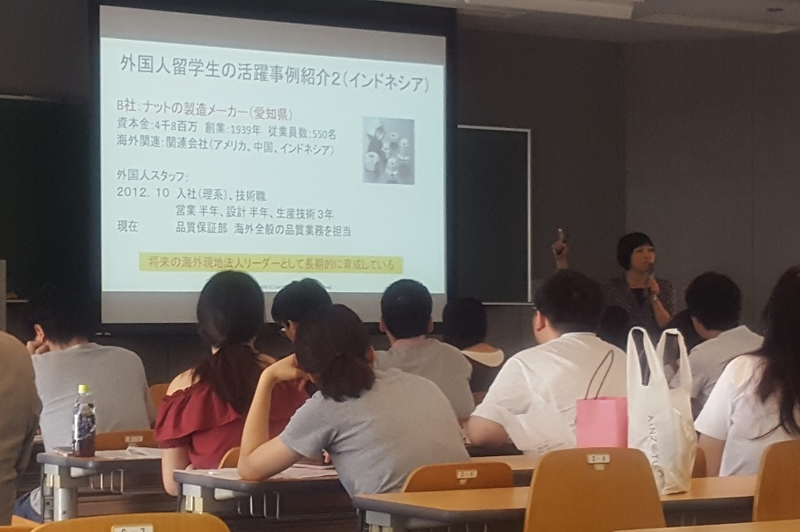 外国人留学生の活躍事例紹介2（インドネシア）
B社：ナットの製造メーカー（愛知県）
資本金：4千8百万　創業：1939年　従業員数：550名
海外関連：関連会社（アメリカ、中国、インドネシア）
外国人スタッフ：
2012．10　入社（理系）、技術職
営業 半年、設計 半年、生産技術 3年
現在　品質保証部　海外全般の品質業務を担当
将来の海外現地法人リーダーとして長期的に育成している